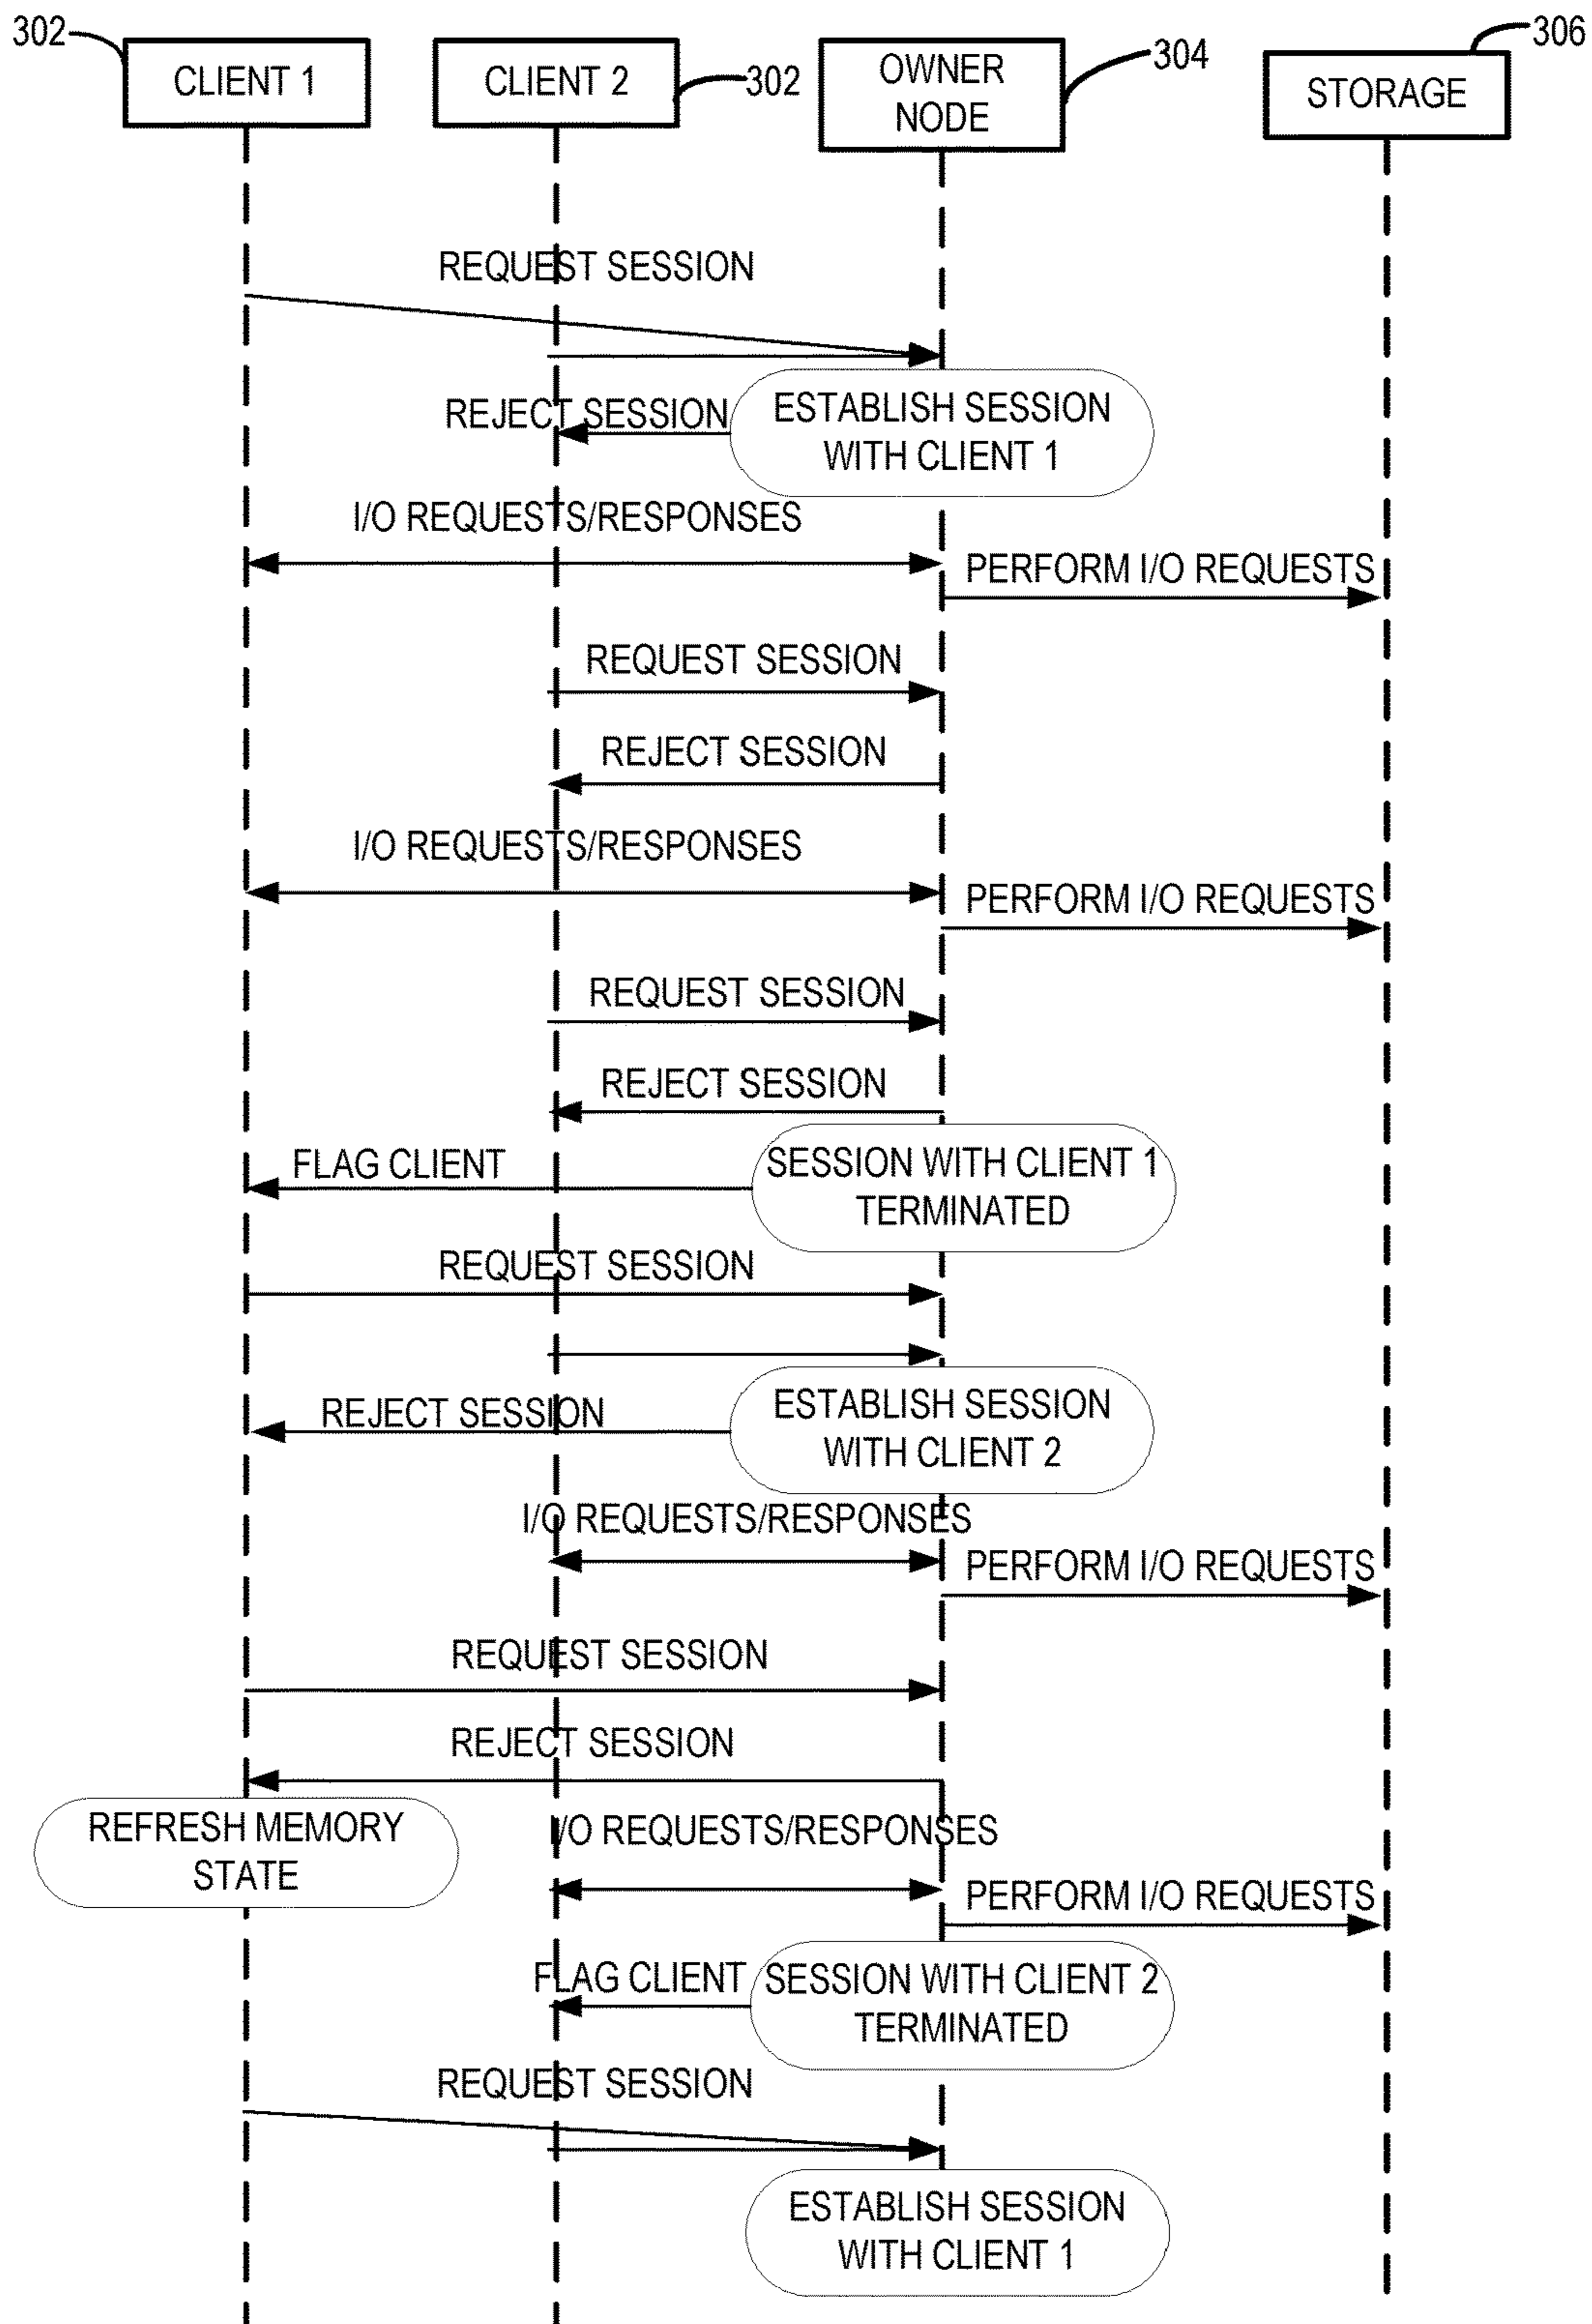 302
CLIENT 1
CLIENT 2
302
OWNER
NODE
304
STORAGE
306
REQUEST SESSION
REJECT SESSION
ESTABLISH SESSION
WITH CLIENT 1
I/O REQUESTS/RESPONSES
PERFORM I/O REQUESTS
REQUEST SESSION
REJECT SESSION
I/O REQUESTS/RESPONSES
PERFORM I/O REQUESTS
REQUEST SESSION
REJECT SESSION
FLAG CLIENT
SESSION WITH CLIENT 1
TERMINATED
REQUEST SESSION
REJECT SESSION
ESTABLISH SESSION
WITH CLIENT 2
I/O REQUESTS/RESPONSES
PERFORM I/O REQUESTS
REQUEST SESSION
REJECT SESSION
REFRESH MEMORY
STATE
I/O REQUESTS/RESPONSES
PERFORM I/O REQUESTS
FLAG CLIENT
SESSION WITH CLIENT 2
TERMINATED
REQUEST SESSION
ESTABLISH SESSION
WITH CLIENT 1